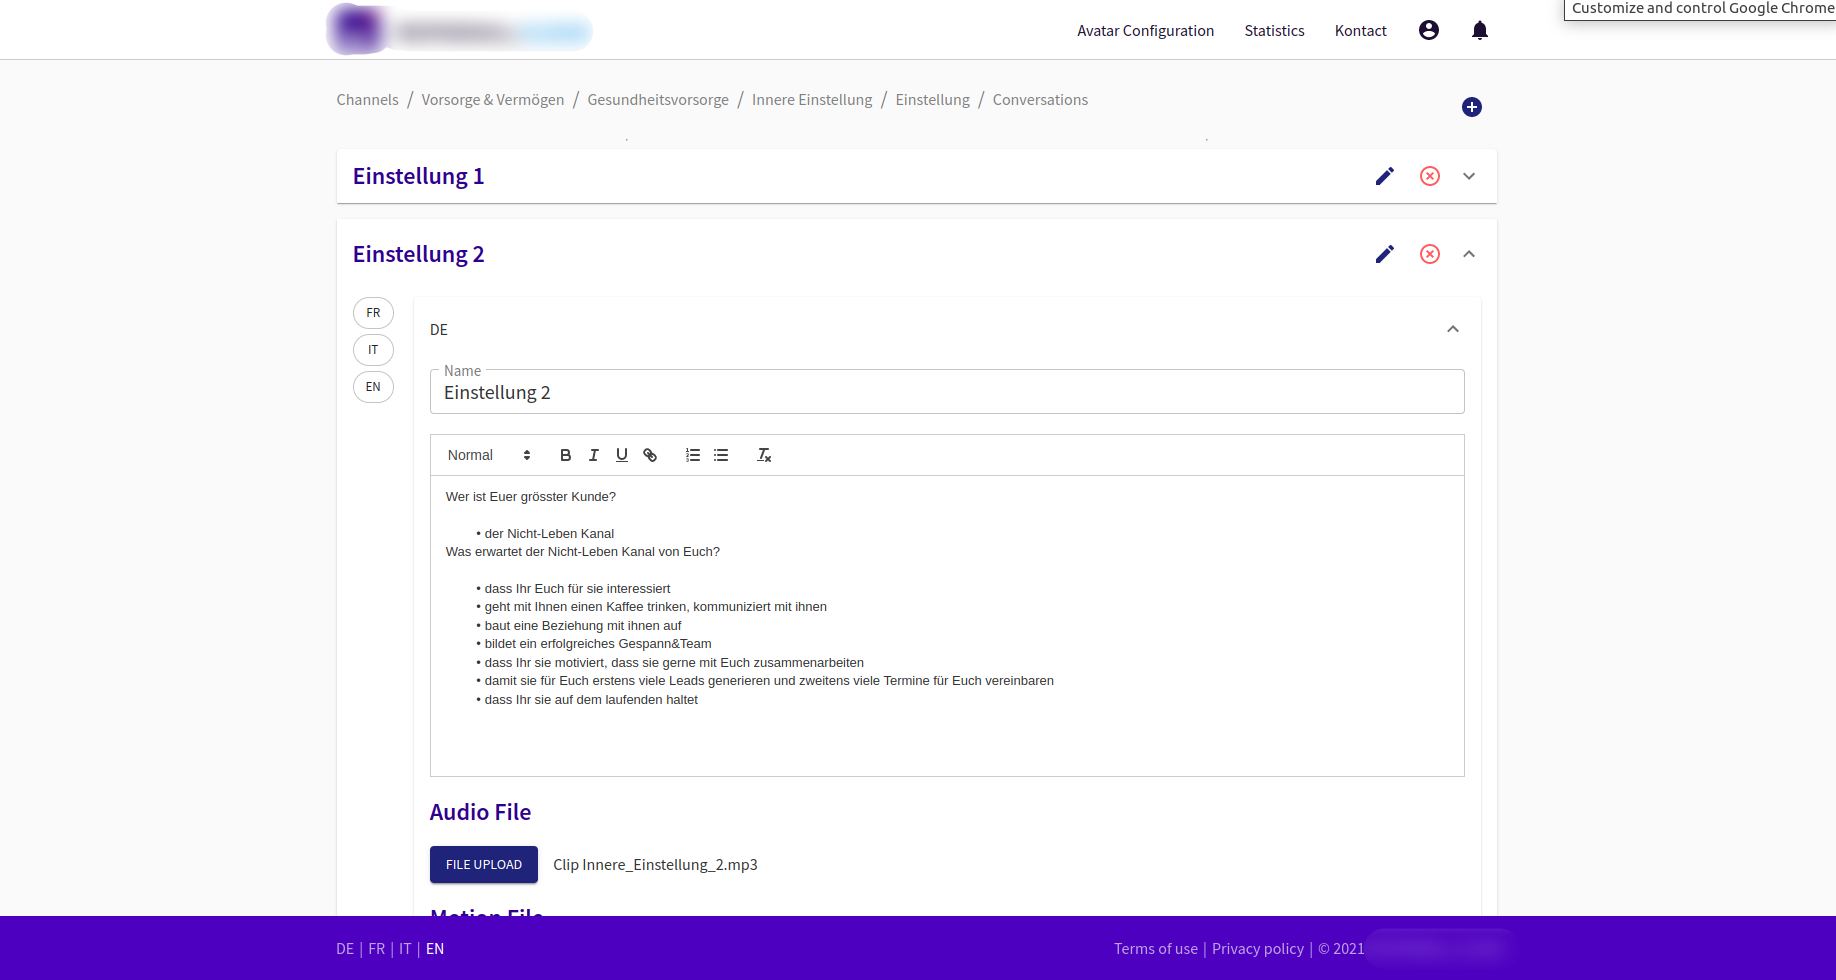 Customize and control Google Chrome
Avatar Configuration Statistics Kontact
Channels / Vorsorge & Vermögen / Gesundheitsvorsorge / Innere Einstellung / Einstellung / Conversations
Einstellung 1
Einstellung 2
FR
IT
EN
DE
Name
Einstellung 2
Normal B I U
Wer ist Euer grösster Kunde?
• der Nicht-Leben Kanal
Was erwartet der Nicht-Leben Kanal von Euch?
• dass Ihr Euch für sie interessiert
• geht mit Ihnen einen Kaffee trinken, kommuniziert mit ihnen
• baut eine Beziehung mit ihnen auf
• bildet ein erfolgreiches Gespann&Team
• dass Ihr sie motiviert, dass sie gerne mit Euch zusammenarbeiten
• damit sie für Euch erstens viele Leads generieren und zweitens viele Termine für Euch vereinbaren
• dass Ihr sie auf dem laufenden haltet
Audio File
FILE UPLOAD Clip Innere_Einstellung_2.mp3
Motion File
DE | FR | IT | EN
Terms of use | Privacy policy | © 2021